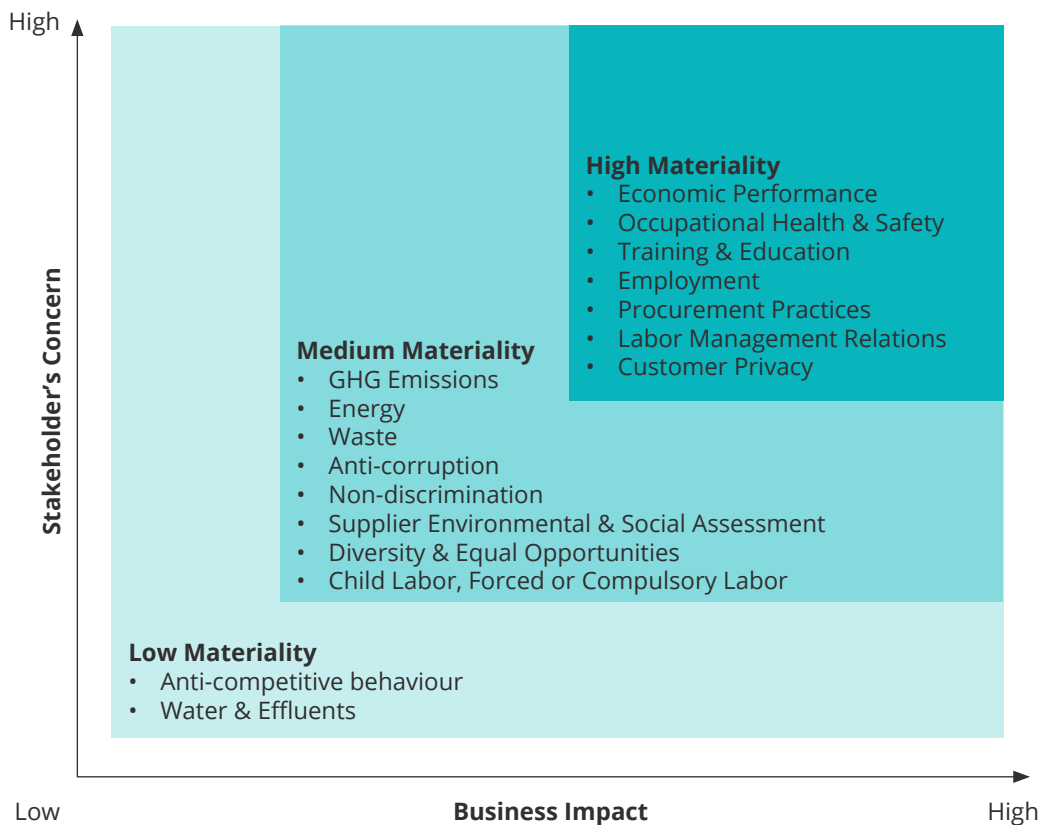 High
High Materiality
• Economic Performance
• Occupational Health & Safety
• Training & Education
• Employment
• Procurement Practices
• Labor Management Relations
• Customer Privacy
Stakeholder’s Concern
Medium Materiality
• GHG Emissions
• Energy
• Waste
• Anti-corruption
• Non-discrimination
• Supplier Environmental & Social Assessment
• Diversity & Equal Opportunities
• Child Labor, Forced or Compulsory Labor
Low Materiality
• Anti-competitive behaviour
• Water & Effluents
Low
Business Impact
High